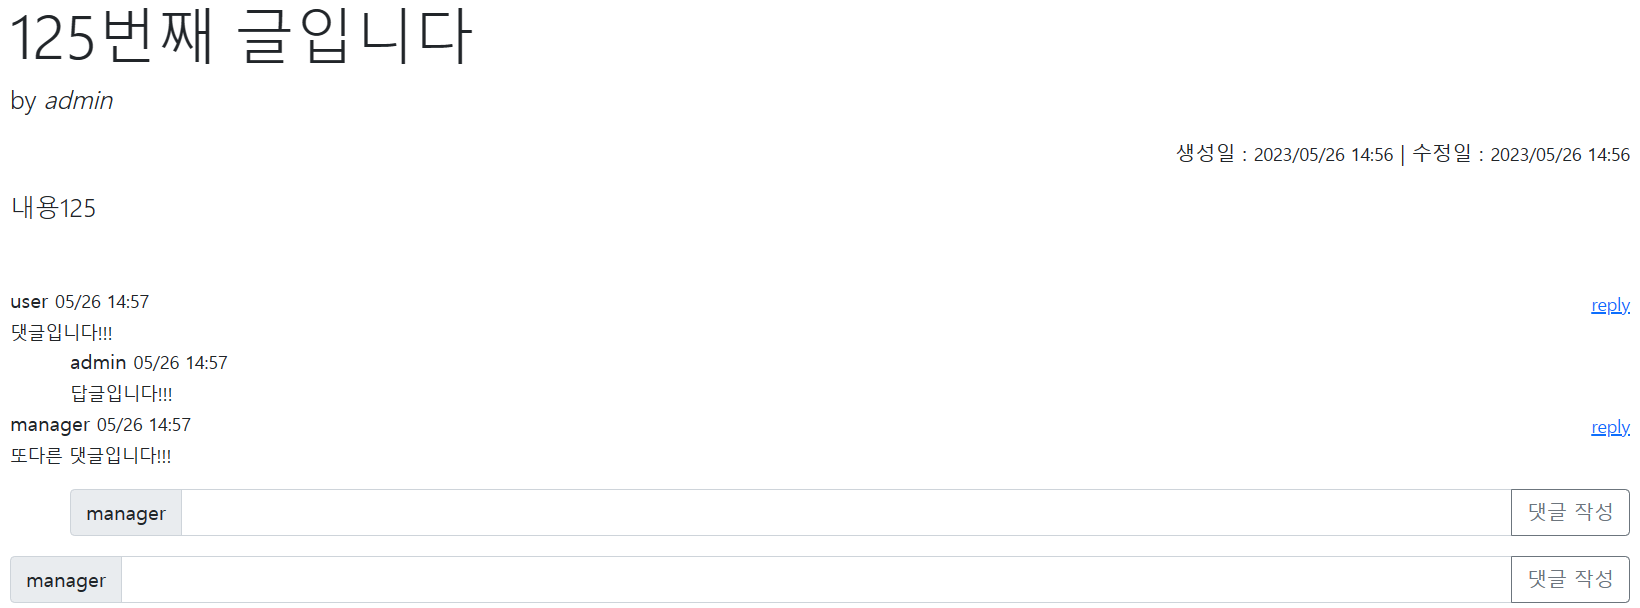 125번째 글입니다
by admin
생성일 : 2023/05/26 14:56 | 수정일 : 2023/05/26 14:56
내용125
user 05/26 14:57 reply
댓글입니다!!!
admin 05/26 14:57
답글입니다!!!
manager 05/26 14:57 reply
또다른 댓글입니다!!!
manager 댓글 작성
manager 댓글 작성